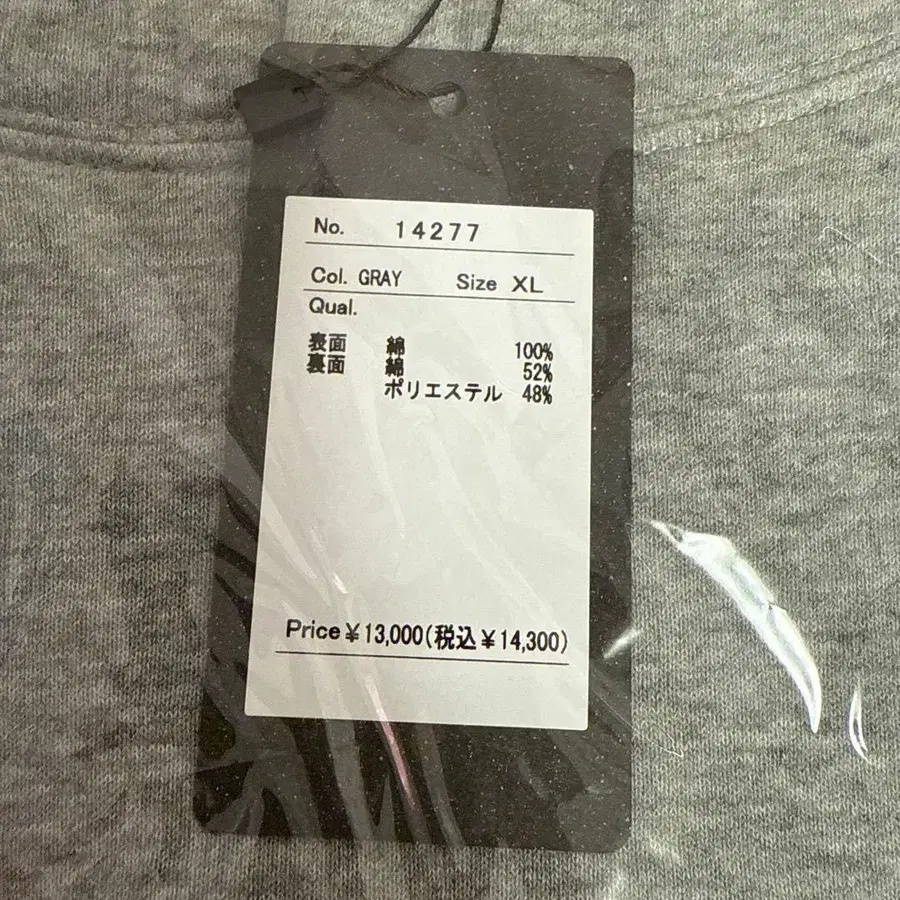 No. 14277
Col. GRAY Size XL
Qual.
表面 綿 100%
裏面 綿 52%
ポリエステル 48%
Price ¥13,000(税込¥14,300)